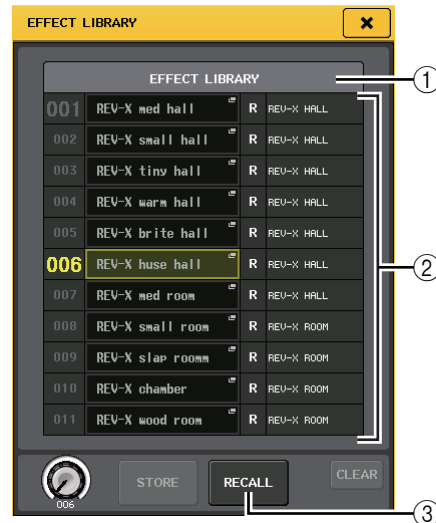 EFFECT LIBRARY
EFFECT LIBRARY 1
001 REV-X med hall R REV-X HALL
002 REV-X small hall R REV-X HALL
003 REV-X tiny hall R REV-X HALL
004 REV-X warm hall R REV-X HALL
005 REV-X brite hall R REV-X HALL
006 REV-X huse hall R REV-X HALL 2
007 REV-X med room R REV-X HALL
008 REV-X small room R REV-X ROOM
009 REV-X slap roomm R REV-X ROOM
010 REV-X chamber R REV-X ROOM
011 REV-X wood room R REV-X ROOM
006 STORE RECALL CLEAR
3